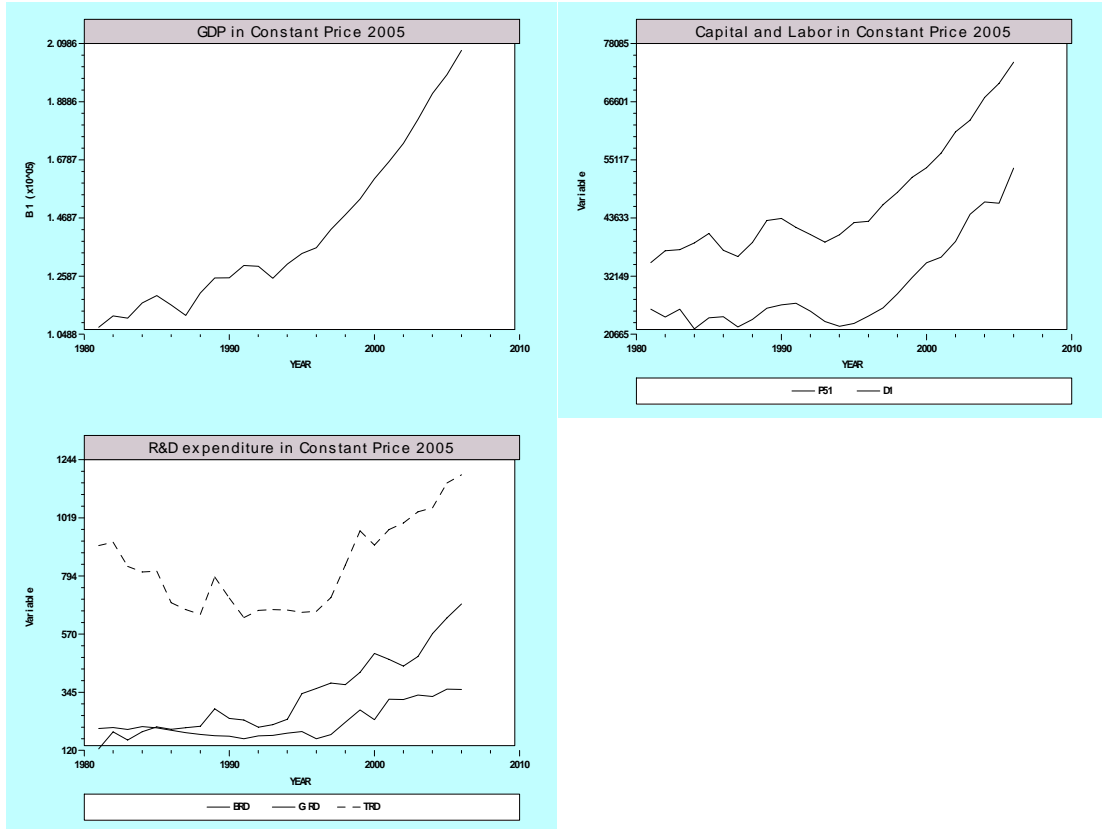 GDP in Constant Price 2005
2.0986
1.8886
1.6787
1.4687
1.2587
1.0488
B1 (x10^05)
1980 1990 2000 2010
YEAR
Capital and Labor in Constant Price 2005
78085
66601
55117
43633
32149
20665
Variable
1980 1990 2000 2010
YEAR
P51 D1
R&D expenditure in Constant Price 2005
1244
1019
794
570
345
120
Variable
1980 1990 2000 2010
YEAR
BRD GRD TRD